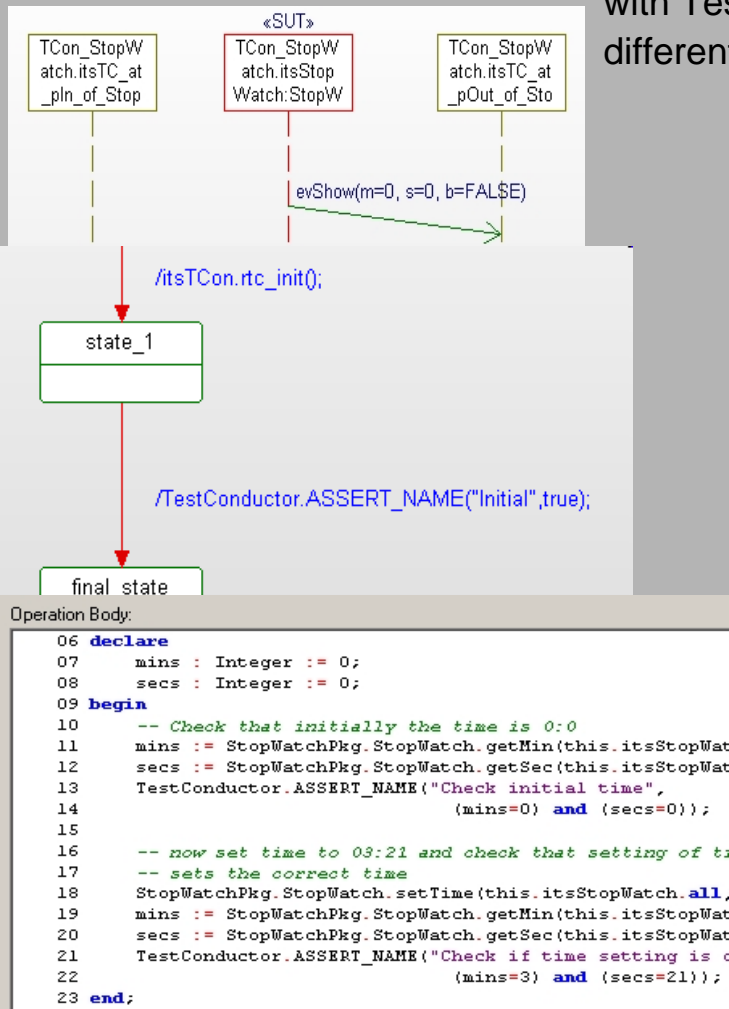 with Tes
different
«SUT»
TCon_StopW
atch.itsTC_at
_pIn_of_Stop
TCon_StopW
atch.itsStop
Watch:StopW
TCon_StopW
atch.itsTC_at
_pOut_of_Sto
evShow(m=0, s=0, b=FALSE)
/itsTCon.rtc_init();
state_1
/TestConductor.ASSERT_NAME("Initial",true);
final_state
Operation Body:
06 declare
07 mins : Integer := 0;
08 secs : Integer := 0;
09 begin
10 -- Check that initially the time is 0:0
11 mins := StopWatchPkg.StopWatch.getMin(this.itsStopWat
12 secs := StopWatchPkg.StopWatch.getSec(this.itsStopWat
13 TestConductor.ASSERT_NAME("Check initial time",
14 (mins=0) and (secs=0));
15
16 -- now set time to 03:21 and check that setting of ti
17 -- sets the correct time
18 StopWatchPkg.StopWatch.setTime(this.itsStopWatch.all,
19 mins := StopWatchPkg.StopWatch.getMin(this.itsStopWat
20 secs := StopWatchPkg.StopWatch.getSec(this.itsStopWat
21 TestConductor.ASSERT_NAME("Check if time setting is c
22 (mins=3) and (secs=21));
23 end;